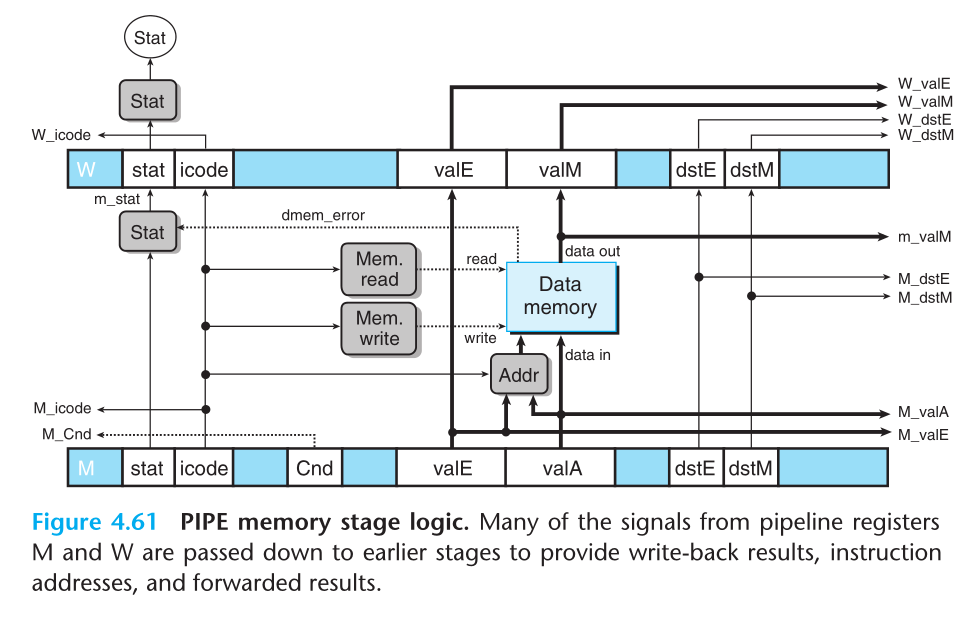 Stat
Stat
W_valE
W_valM
W_dstE
W_icode
W_dstM
W stat icode valE valM dstE dstM
m_stat
dmem_error
Stat
m_valM
data out
Mem.
read
read
Data
memory
M_dstE
M_dstM
Mem.
write
write
data in
Addr
M_icode
M_valA
M_Cnd
M_valE
M stat icode Cnd valE valA dstE dstM
Figure 4.61 PIPE memory stage logic. Many of the signals from pipeline registers
M and W are passed down to earlier stages to provide write-back results, instruction
addresses, and forwarded results.